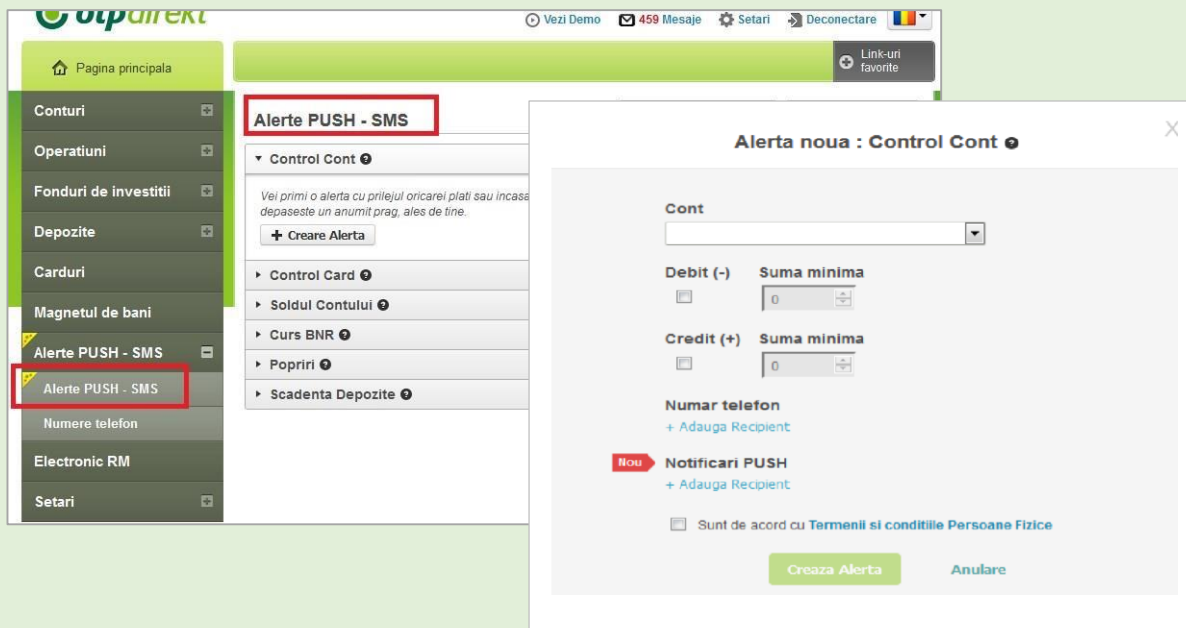 otpdirekt
Vezi Demo 459 Mesaje Setari Deconectare
Pagina principala
Link-uri
favorite
Conturi
Operatiuni
Fonduri de investitii
Depozite
Carduri
Magnetul de bani
Alerte PUSH - SMS
Alerte PUSH - SMS
Numere telefon
Electronic RM
Setari
Alerte PUSH - SMS
Control Cont
Vei primi o alerta cu prilejul oricarei plati sau
depaseste un anumit prag, ales de tine.
+ Creare Alerta
Control Card
Soldul Contului
Curs BNR
Popriri
Scadenta Depozite
X
Alerta noua : Control Cont
Cont
Debit (-) Suma minima
0
Credit (+) Suma minima
0
Numar telefon
+ Adauga Recipient
Nou Notificari PUSH
+ Adauga Recipient
Sunt de acord cu Termenii si conditiile Persoane Fizice
Creaza Alerta Anulare